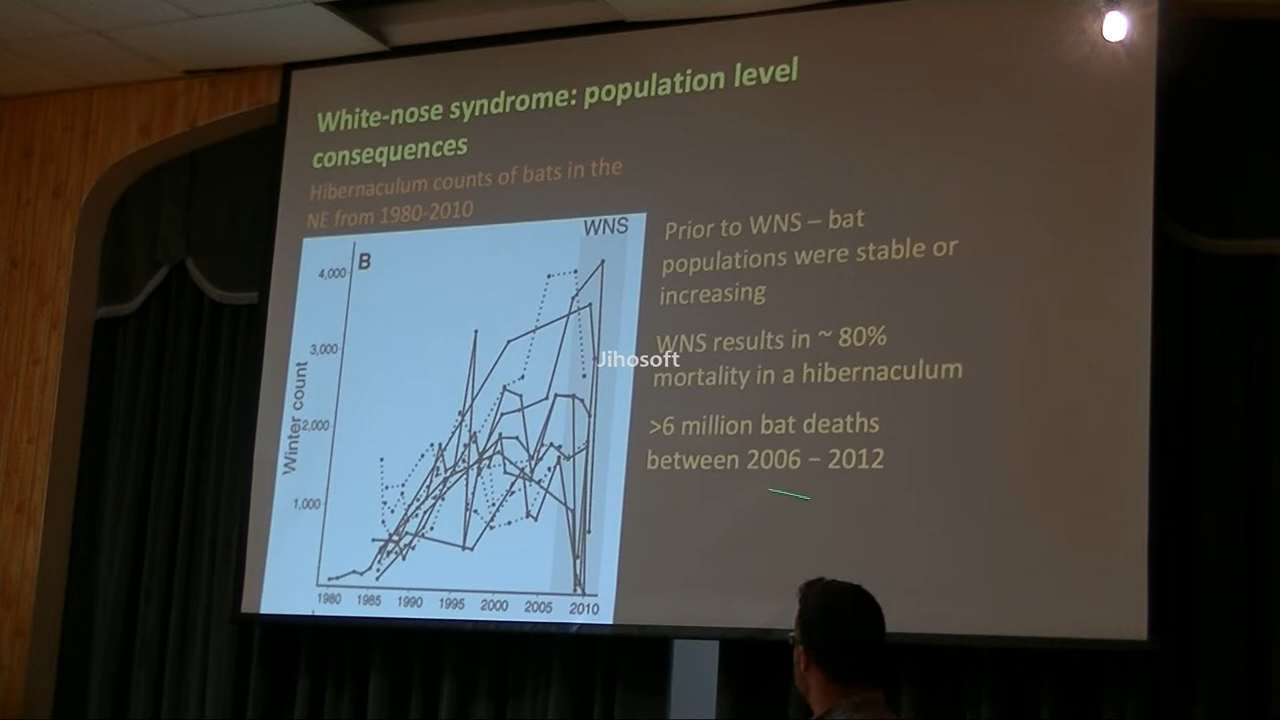 White-nose syndrome: population level
consequences
Hibernaculum counts of bats in the
NE from 1980-2010
WNS
B
4,000
3,000
2,000
1,000
Winter count
1980 1985 1990 1995 2000 2005 2010
Prior to WNS – bat
populations were stable or
increasing
WNS results in ~ 80%
mortality in a hibernaculum
>6 million bat deaths
between 2006 – 2012
Jihosoft